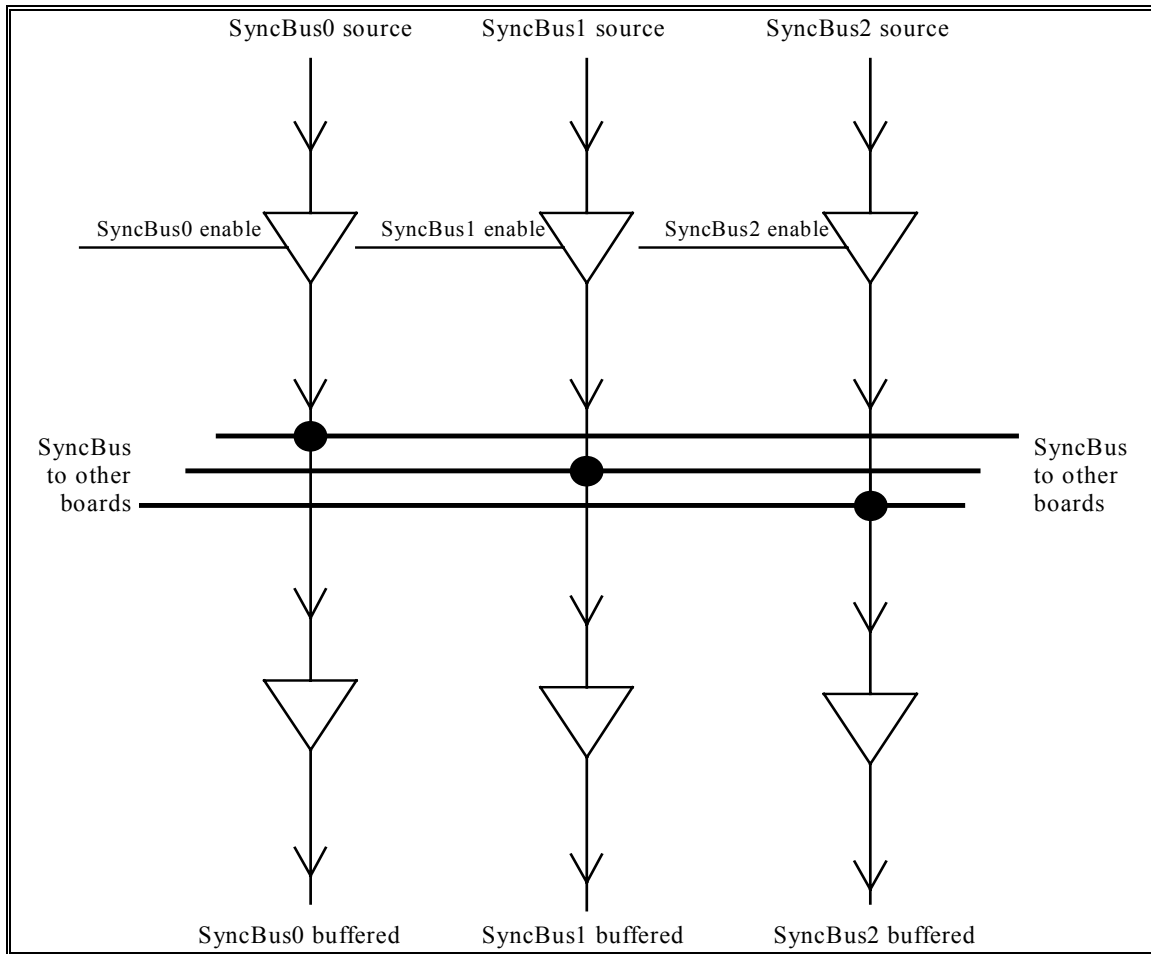 SyncBus0 source
SyncBus1 source
SyncBus2 source
SyncBus0 enable
SyncBus1 enable
SyncBus2 enable
SyncBus
to other
boards
SyncBus
to other
boards
SyncBus0 buffered
SyncBus1 buffered
SyncBus2 buffered